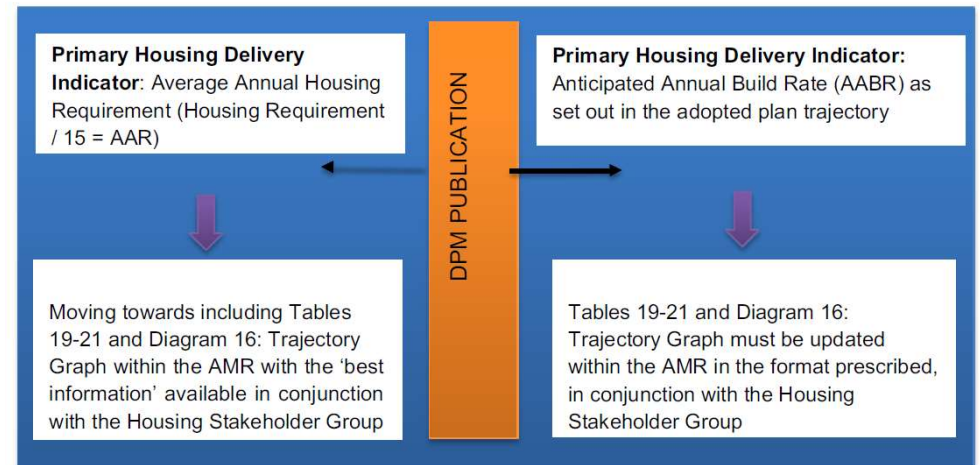 Primary Housing Delivery
Indicator: Average Annual Housing
Requirement (Housing Requirement
/ 15 = AAR)
Moving towards including Tables
19-21 and Diagram 16: Trajectory
Graph within the AMR with the ‘best
information’ available in conjunction
with the Housing Stakeholder Group
DPM PUBLICATION
Primary Housing Delivery Indicator:
Anticipated Annual Build Rate (AABR) as
set out in the adopted plan trajectory
Tables 19-21 and Diagram 16:
Trajectory Graph must be updated
within the AMR in the format prescribed,
in conjunction with the Housing
Stakeholder Group